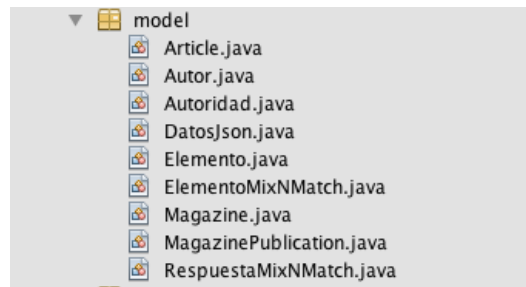 model
Article.java
Autor.java
Autoridad.java
DatosJson.java
Elemento.java
ElementoMixNMatch.java
Magazine.java
MagazinePublication.java
RespuestaMixNMatch.java